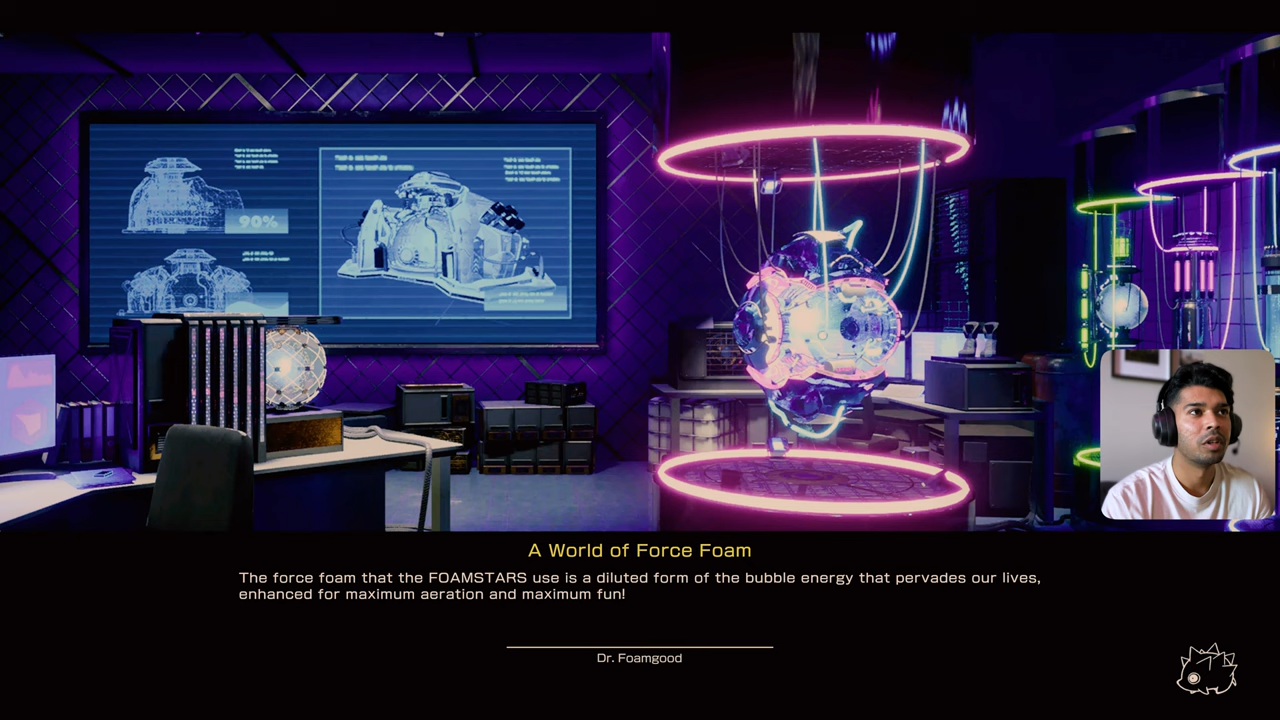 90%
A World of Force Foam
The force foam that the FOAMSTARS use is a diluted form of the bubble energy that pervades our lives,
enhanced for maximum aeration and maximum fun!
Dr. Foamgood